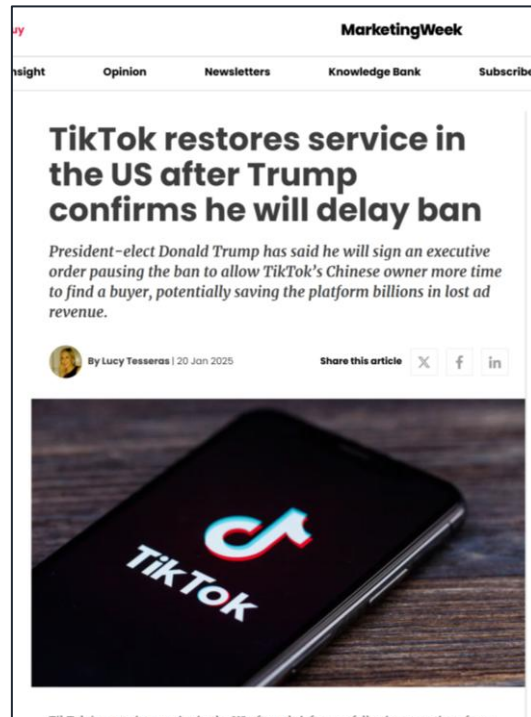 MarketingWeek
Opinion
Newsletters
Knowledge Bank
TikTok restores service in
the US after Trump
confirms he will delay ban
President-elect Donald Trump has said he will sign an executive
order pausing the ban to allow TikTok's Chinese owner more time
to find a buyer, potentially saving the platform billions in lost ad
revenue.
By Lucy Tesseras | 20 Jan 2025
Share this article
TikTok